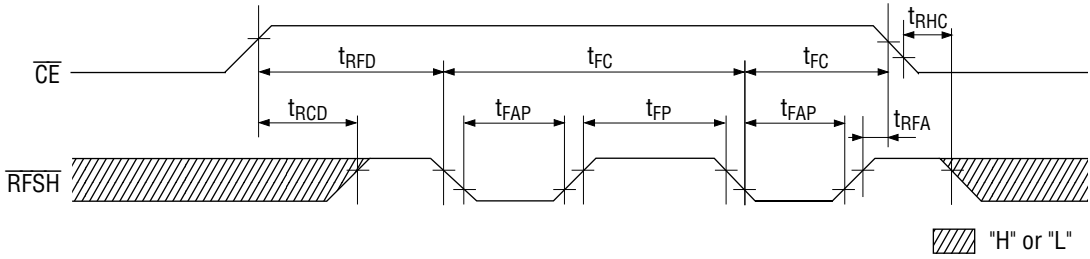 tRHC
CE
tRFD
tFC
tFC
tRCD
tFAP
tFP
tFAP
tRFA
RFSH
"H" or "L"